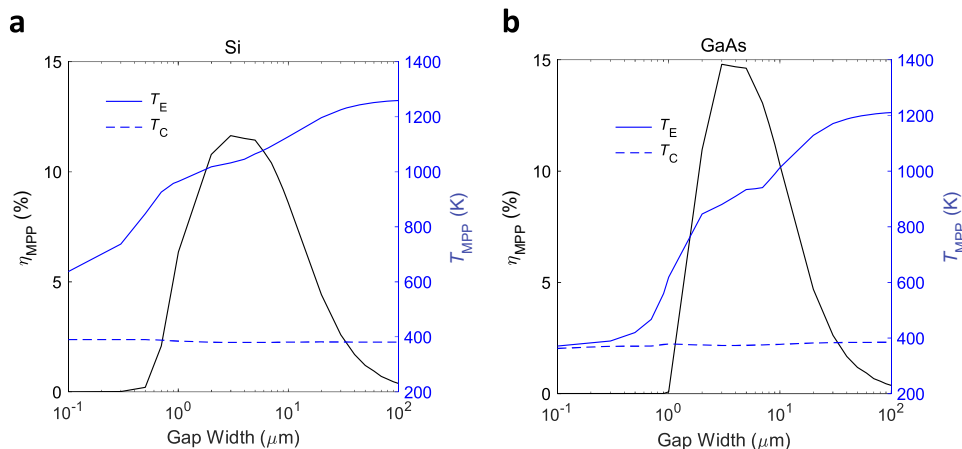 a
Si
15
10
5
0
η_MPP (%)
T_E
T_C
1400
1200
1000
800
600
400
200
T_MPP (K)
10^-1
10^0
10^1
10^2
Gap Width (μm)
b
GaAs
15
10
5
0
η_MPP (%)
T_E
T_C
1400
1200
1000
800
600
400
200
T_MPP (K)
10^-1
10^0
10^1
10^2
Gap Width (μm)